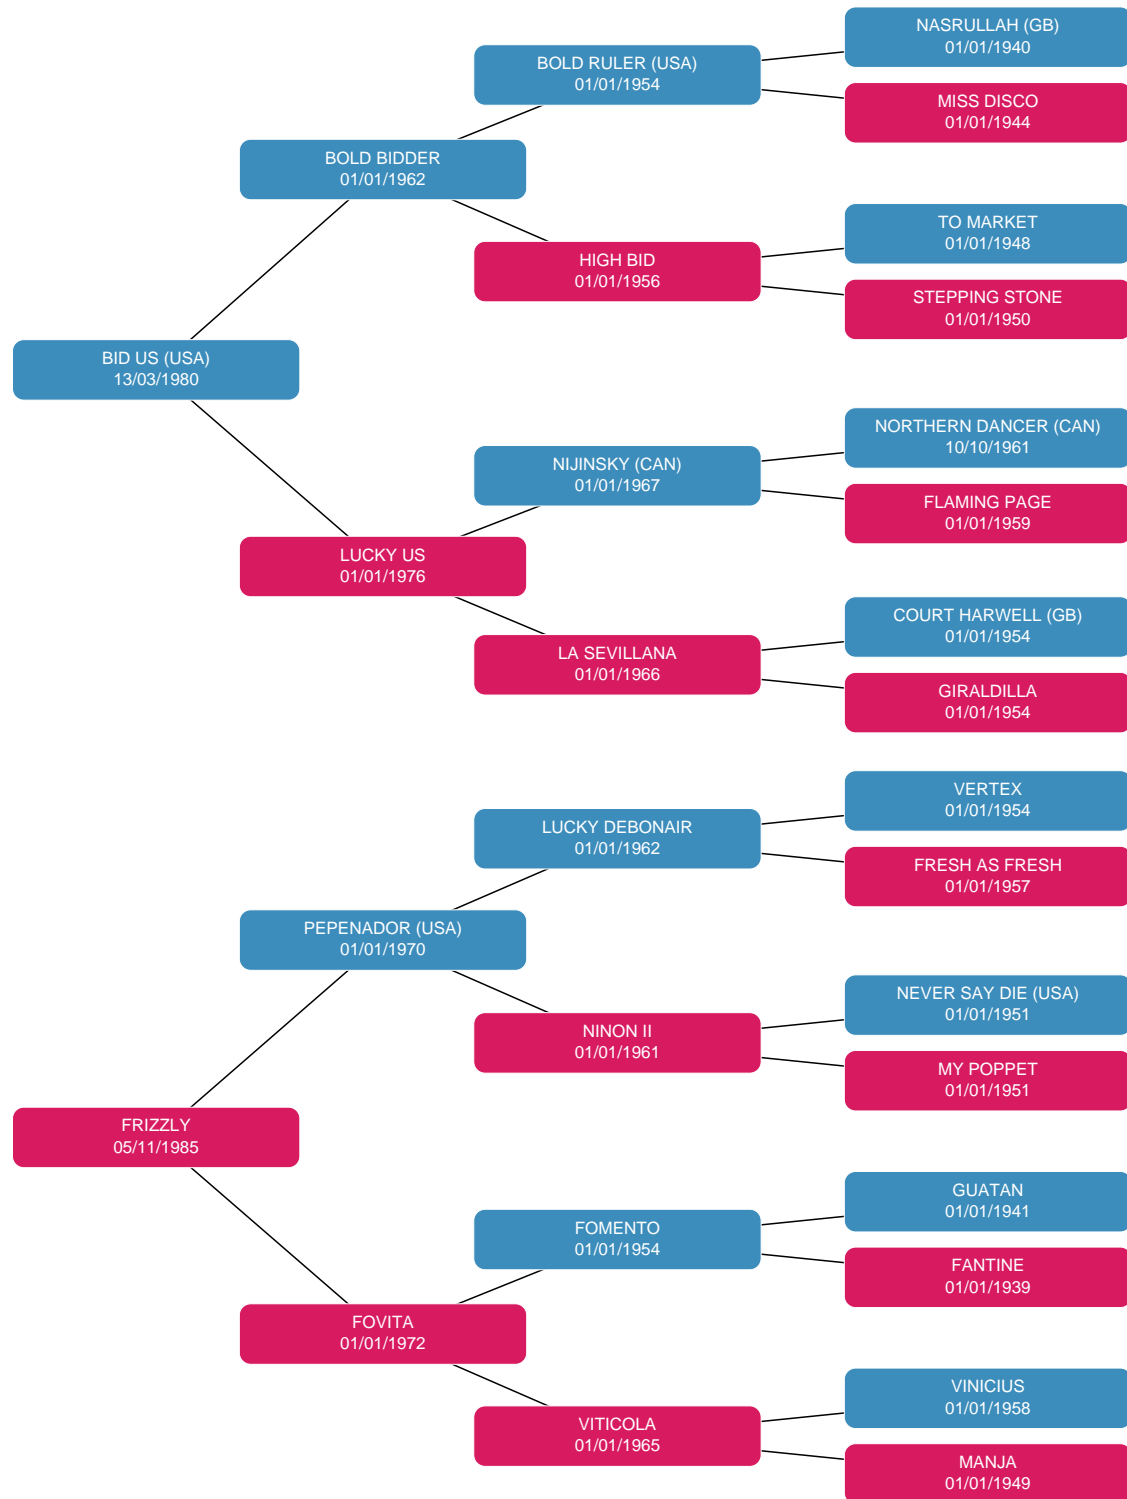 NASRULLAH (GB)
01/01/1940
BOLD RULER (USA)
01/01/1954
MISS DISCO
01/01/1944
BOLD BIDDER
01/01/1962
TO MARKET
01/01/1948
HIGH BID
01/01/1956
STEPPING STONE
01/01/1950
BID US (USA)
13/03/1980
NORTHERN DANCER (CAN)
10/10/1961
NIJINSKY (CAN)
01/01/1967
FLAMING PAGE
01/01/1959
LUCKY US
01/01/1976
COURT HARWELL (GB)
01/01/1954
LA SEVILLANA
01/01/1966
GIRALDILLA
01/01/1954
VERTEX
01/01/1954
LUCKY DEBONAIR
01/01/1962
FRESH AS FRESH
01/01/1957
PEPENADOR (USA)
01/01/1970
NEVER SAY DIE (USA)
01/01/1951
NINON II
01/01/1961
MY POPPET
01/01/1951
FRIZZLY
05/11/1985
GUATAN
01/01/1941
FOMENTO
01/01/1954
FANTINE
01/01/1939
FOVITA
01/01/1972
VINICIUS
01/01/1958
VITICOLA
01/01/1965
MANJA
01/01/1949